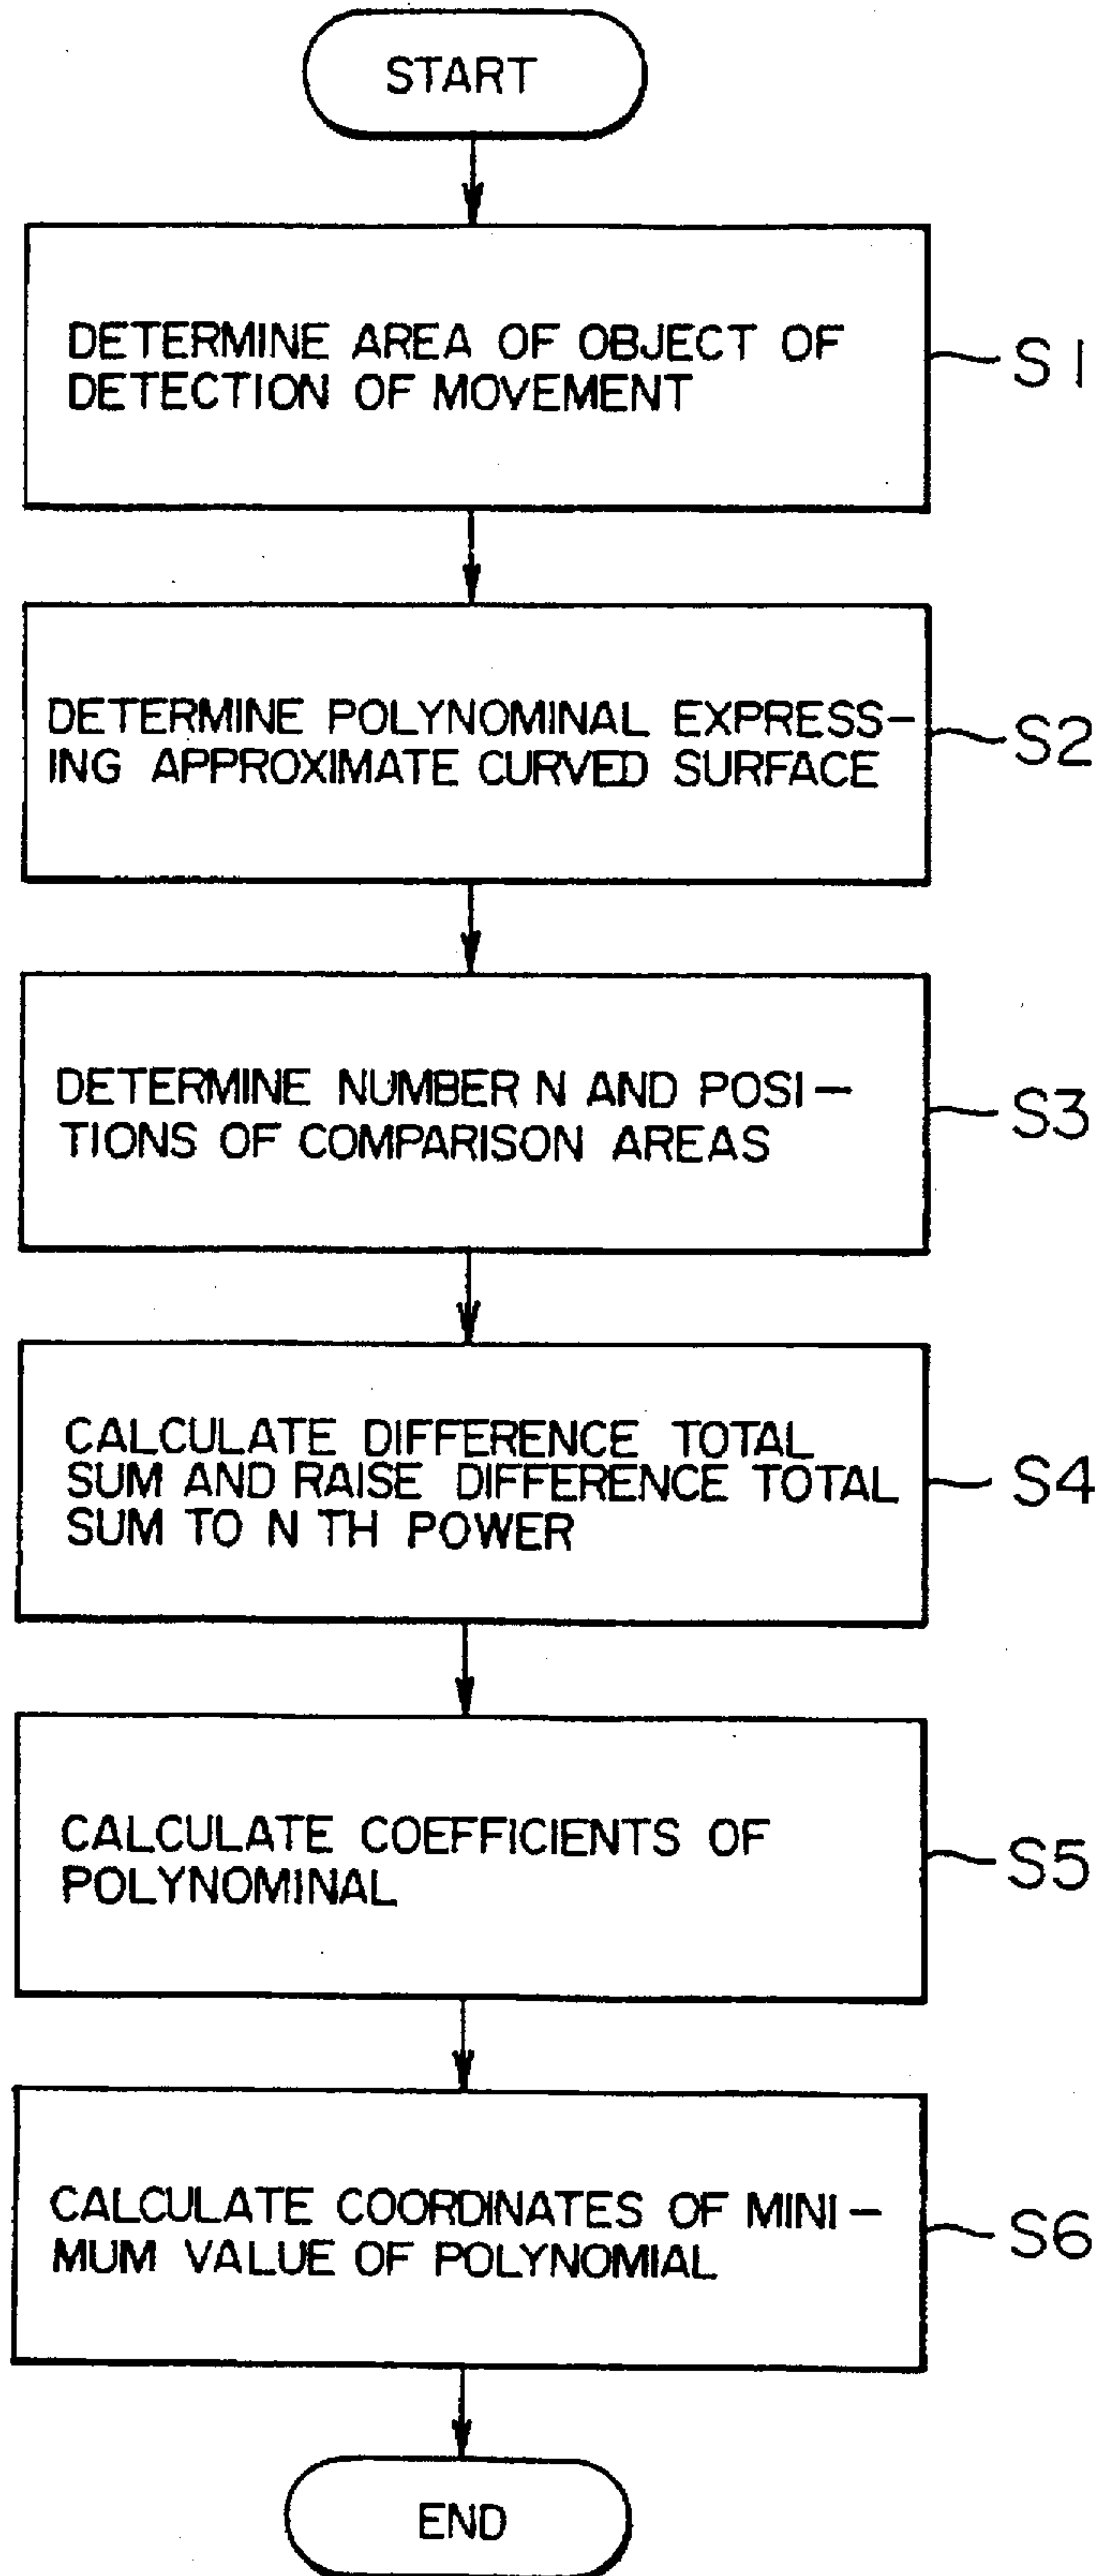 START
DETERMINE AREA OF OBJECT OF
DETECTION OF MOVEMENT
S1
DETERMINE POLYNOMINAL EXPRESS-
ING APPROXIMATE CURVED SURFACE
S2
DETERMINE NUMBER N AND POSI-
TIONS OF COMPARISON AREAS
S3
CALCULATE DIFFERENCE TOTAL
SUM AND RAISE DIFFERENCE TOTAL
SUM TO N TH POWER
S4
CALCULATE COEFFICIENTS OF
POLYNOMINAL
S5
CALCULATE COORDINATES OF MINI-
MUM VALUE OF POLYNOMIAL
S6
END